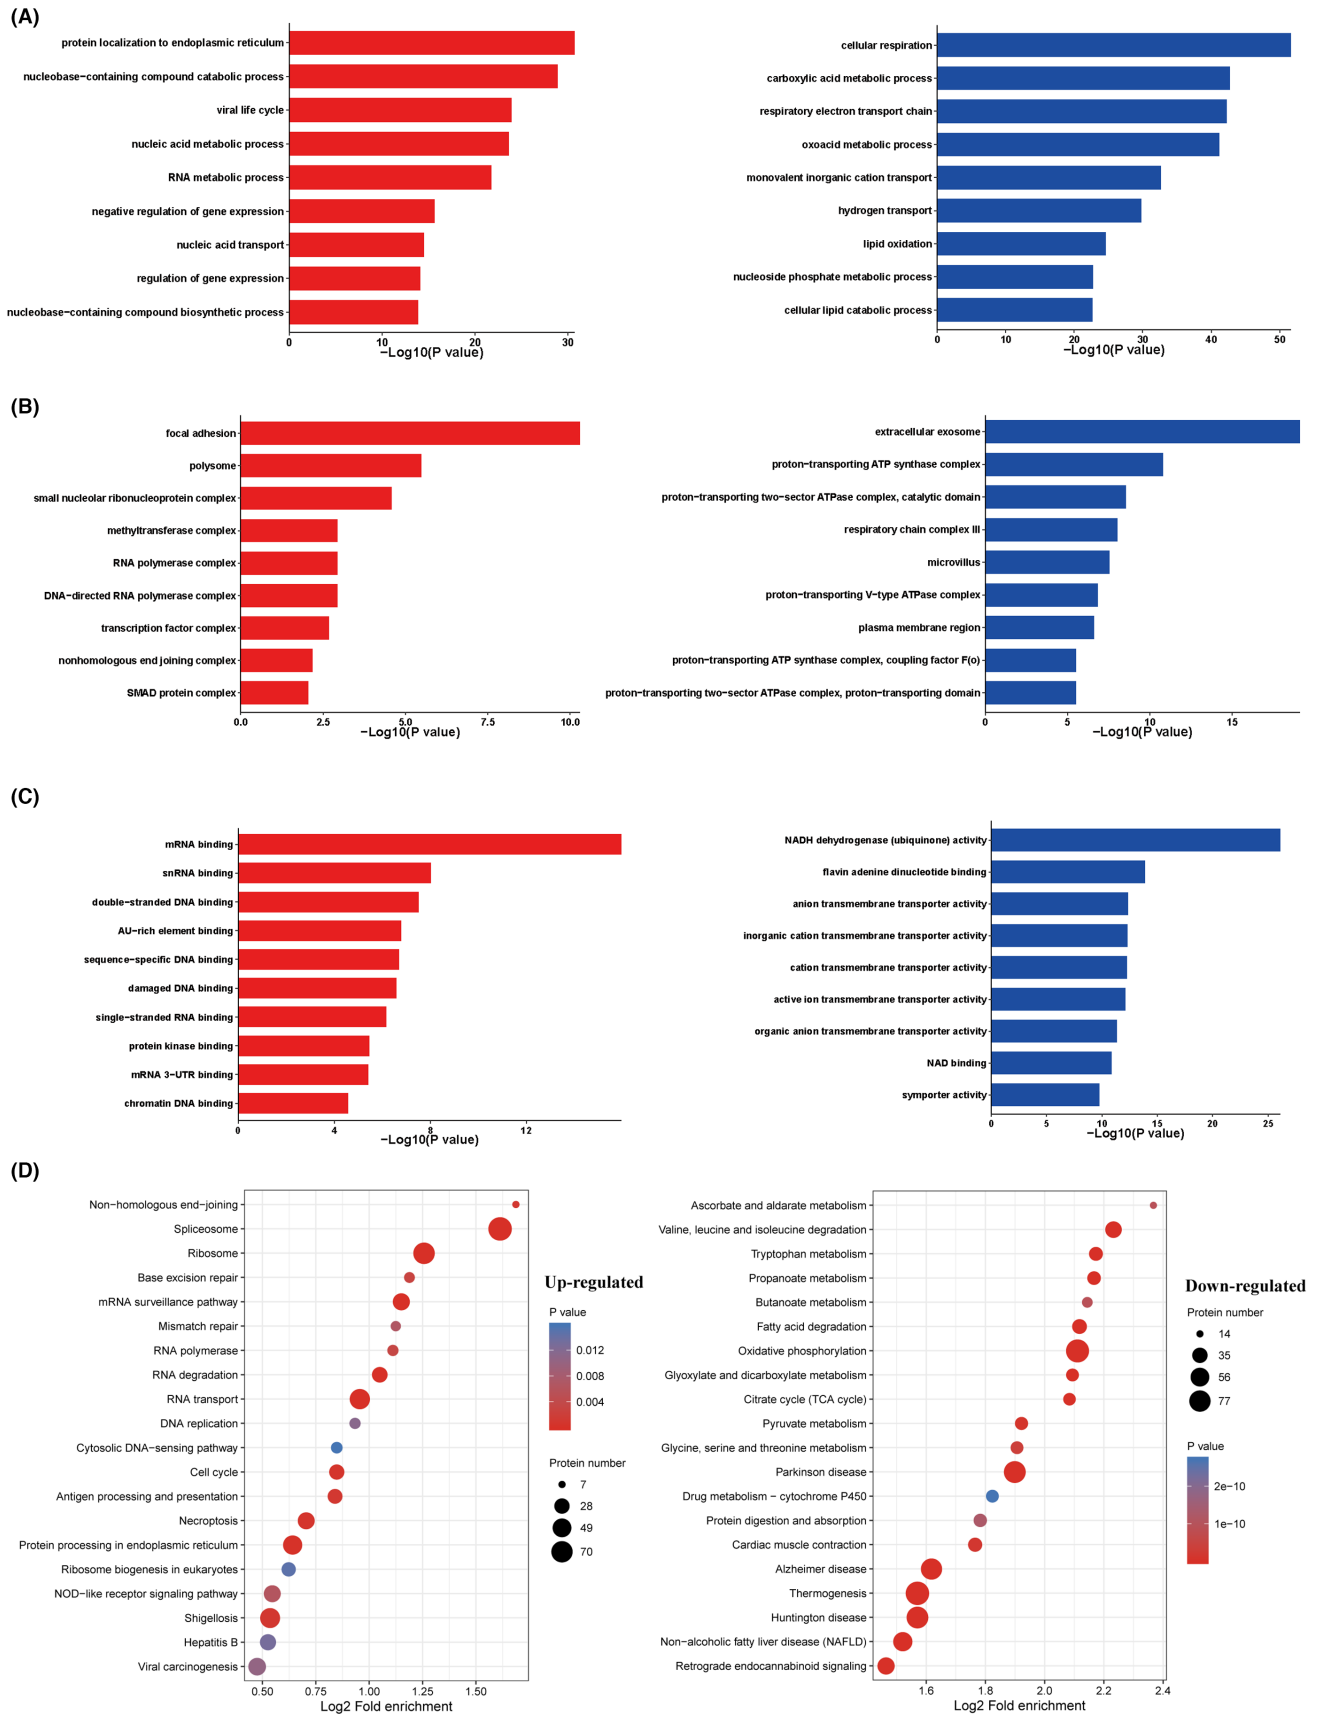 (A)
protein localization to endoplasmic reticulum
nucleobase-containing compound catabolic process
viral life cycle
nucleic acid metabolic process
RNA metabolic process
negative regulation of gene expression
nucleic acid transport
regulation of gene expression
nucleobase-containing compound biosynthetic process
0 10 20 30
−Log10(P value)
cellular respiration
carboxylic acid metabolic process
respiratory electron transport chain
oxoacid metabolic process
monovalent inorganic cation transport
hydrogen transport
lipid oxidation
nucleoside phosphate metabolic process
cellular lipid catabolic process
0 10 20 30 40 50
−Log10(P value)
(B)
focal adhesion
polysome
small nucleolar ribonucleoprotein complex
methyltransferase complex
RNA polymerase complex
DNA−directed RNA polymerase complex
transcription factor complex
nonhomologous end joining complex
SMAD protein complex
0.0 2.5 5.0 7.5 10.0
−Log10(P value)
extracellular exosome
proton−transporting ATP synthase complex
proton−transporting two−sector ATPase complex, catalytic domain
respiratory chain complex III
microvillus
proton−transporting V−type ATPase complex
plasma membrane region
proton−transporting ATP synthase complex, coupling factor F(o)
proton−transporting two−sector ATPase complex, proton−transporting domain
0 5 10 15
−Log10(P value)
(C)
mRNA binding
snRNA binding
double−stranded DNA binding
AU−rich element binding
sequence−specific DNA binding
damaged DNA binding
single−stranded RNA binding
protein kinase binding
mRNA 3−UTR binding
chromatin DNA binding
0 4 8 12
−Log10(P value)
NADH dehydrogenase (ubiquinone) activity
flavin adenine dinucleotide binding
anion transmembrane transporter activity
inorganic cation transmembrane transporter activity
cation transmembrane transporter activity
active ion transmembrane transporter activity
organic anion transmembrane transporter activity
NAD binding
symporter activity
0 5 10 15 20 25
−Log10(P value)
(D)
Non−homologous end−joining
Spliceosome
Ribosome
Base excision repair
mRNA surveillance pathway
Mismatch repair
RNA polymerase
RNA degradation
RNA transport
DNA replication
Cytosolic DNA−sensing pathway
Cell cycle
Antigen processing and presentation
Necroptosis
Protein processing in endoplasmic reticulum
Ribosome biogenesis in eukaryotes
NOD−like receptor signaling pathway
Shigellosis
Hepatitis B
Viral carcinogenesis
0.50 0.75 1.00 1.25 1.50
Log2 Fold enrichment
Up-regulated
P value
0.012
0.008
0.004
Protein number
7
28
49
70
Ascorbate and aldarate metabolism
Valine, leucine and isoleucine degradation
Tryptophan metabolism
Propanoate metabolism
Butanoate metabolism
Fatty acid degradation
Oxidative phosphorylation
Glyoxylate and dicarboxylate metabolism
Citrate cycle (TCA cycle)
Pyruvate metabolism
Glycine, serine and threonine metabolism
Parkinson disease
Drug metabolism − cytochrome P450
Protein digestion and absorption
Cardiac muscle contraction
Alzheimer disease
Thermogenesis
Huntington disease
Non−alcoholic fatty liver disease (NAFLD)
Retrograde endocannabinoid signaling
1.6 1.8 2.0 2.2 2.4
Log2 Fold enrichment
Down-regulated
Protein number
14
35
56
77
P value
2e−10
1e−10